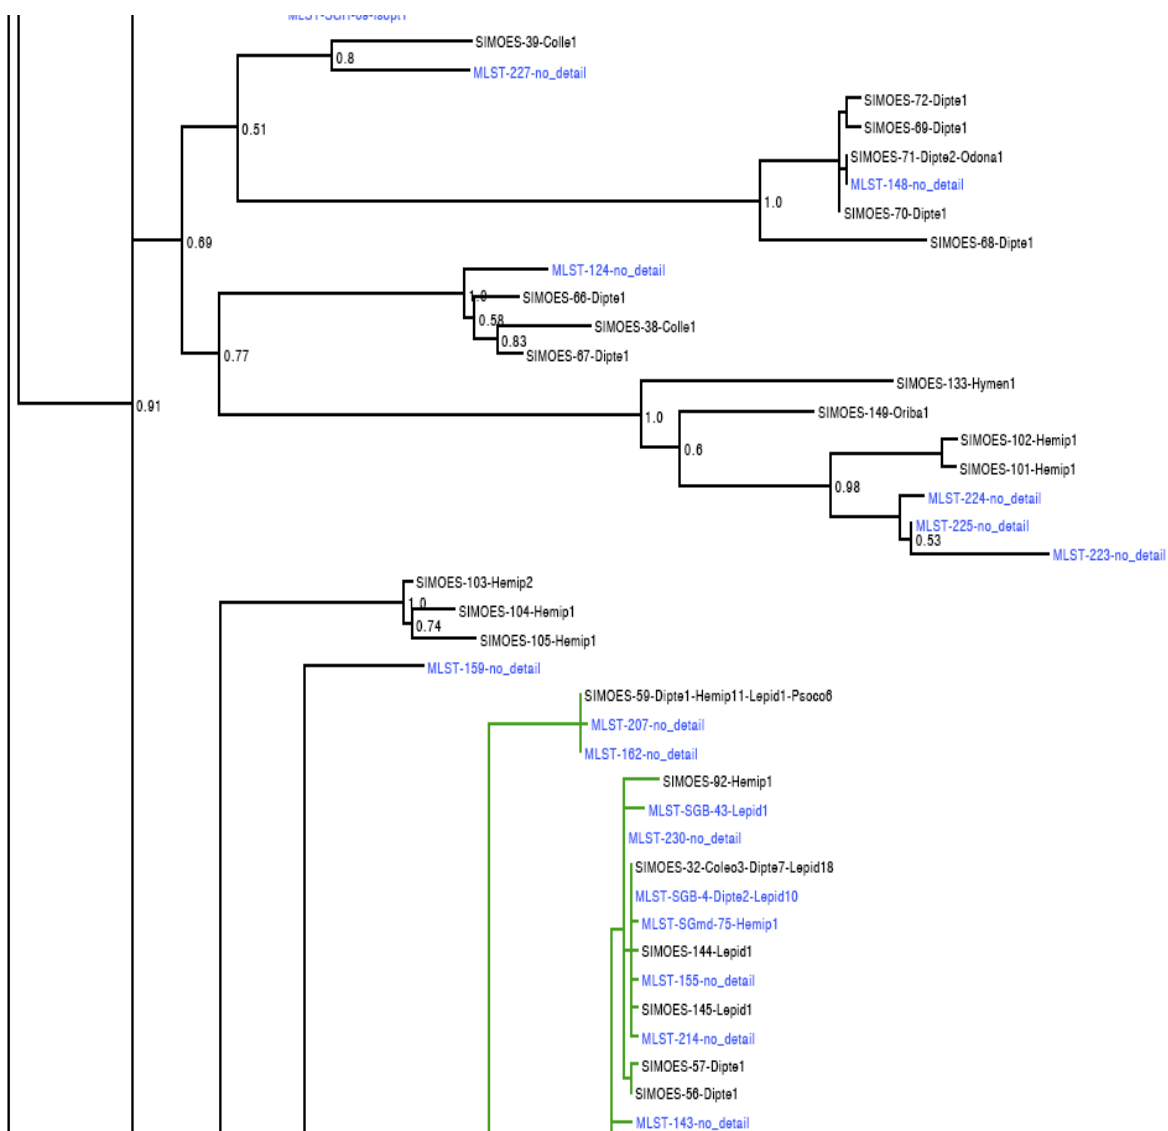 SIMOES-39-Colle1
0.8
MLST-227-no_detail
SIMOES-72-Dipte1
0.51
SIMOES-69-Dipte1
SIMOES-71-Dipte2-Odona1
MLST-148-no_detail
1.0
SIMOES-70-Dipte1
0.69
SIMOES-68-Dipte1
MLST-124-no_detail
1.0
SIMOES-66-Dipte1
0.58
SIMOES-38-Colle1
0.83
0.77
SIMOES-67-Dipte1
SIMOES-133-Hymen1
0.91
SIMOES-149-Oriba1
1.0
SIMOES-102-Hemip1
0.6
SIMOES-101-Hemip1
0.98
MLST-224-no_detail
MLST-225-no_detail
0.53
MLST-223-no_detail
SIMOES-103-Hemip2
1.0
SIMOES-104-Hemip1
0.74
SIMOES-105-Hemip1
MLST-159-no_detail
SIMOES-59-Dipte1-Hemip11-Lepid1-Psoco6
MLST-207-no_detail
MLST-162-no_detail
SIMOES-92-Hemip1
MLST-SGB-43-Lepid1
MLST-230-no_detail
SIMOES-32-Coleo3-Dipte7-Lepid18
MLST-SGB-4-Dipte2-Lepid10
MLST-SGmd-75-Hemip1
SIMOES-144-Lepid1
MLST-155-no_detail
SIMOES-145-Lepid1
MLST-214-no_detail
SIMOES-57-Dipte1
SIMOES-56-Dipte1
MLST-143-no_detail